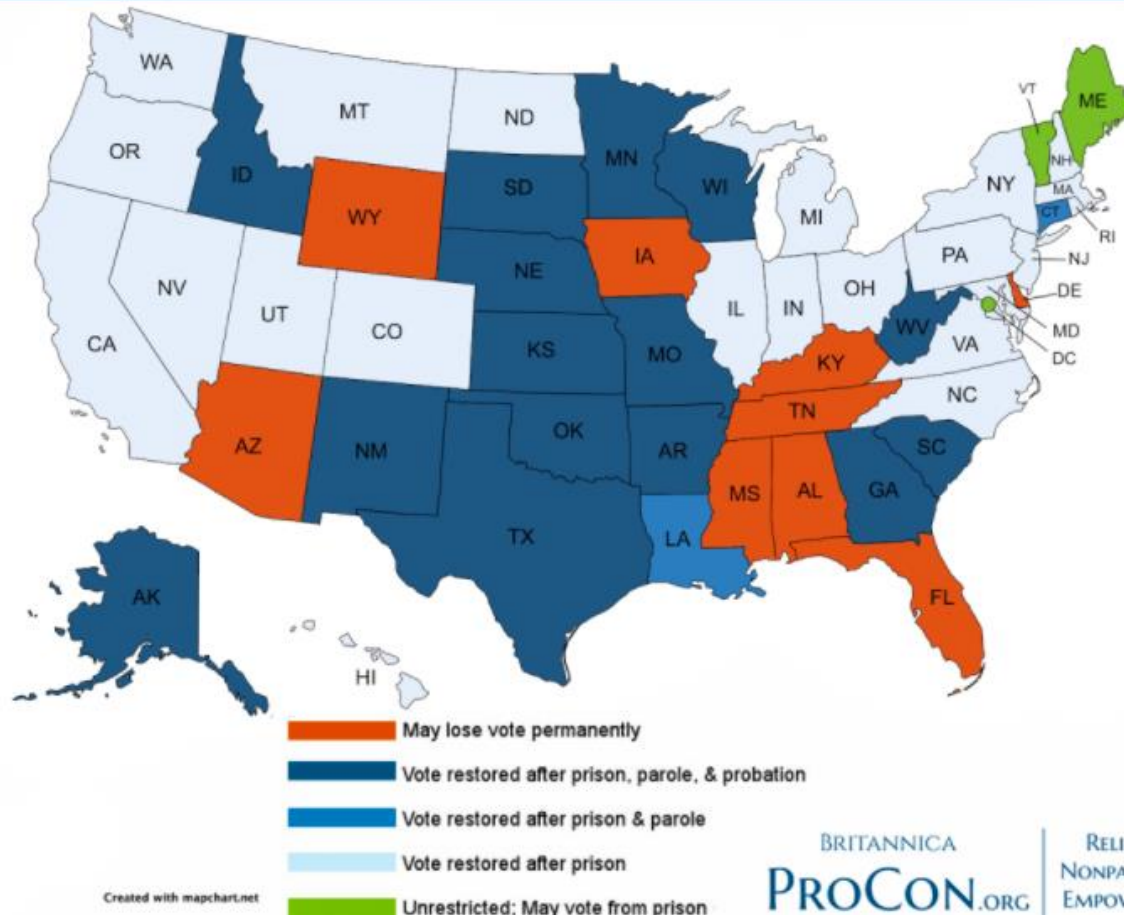 WA
MT
ND
MN
VT
ME
OR
ID
SD
WI
MI
NY
NH
MA
CT
RI
WY
IA
PA
NJ
NV
UT
NE
IL
IN
OH
DE
CA
CO
KS
MO
WV
VA
MD
DC
KY
NC
TN
AZ
NM
OK
AR
SC
MS
AL
GA
TX
LA
FL
AK
HI
May lose vote permanently
Vote restored after prison, parole, & probation
Vote restored after prison & parole
Vote restored after prison
Unrestricted; May vote from prison
Created with mapchart.net
BRITANNICA
PROCON.ORG
RELI
NONPA
EMPOW